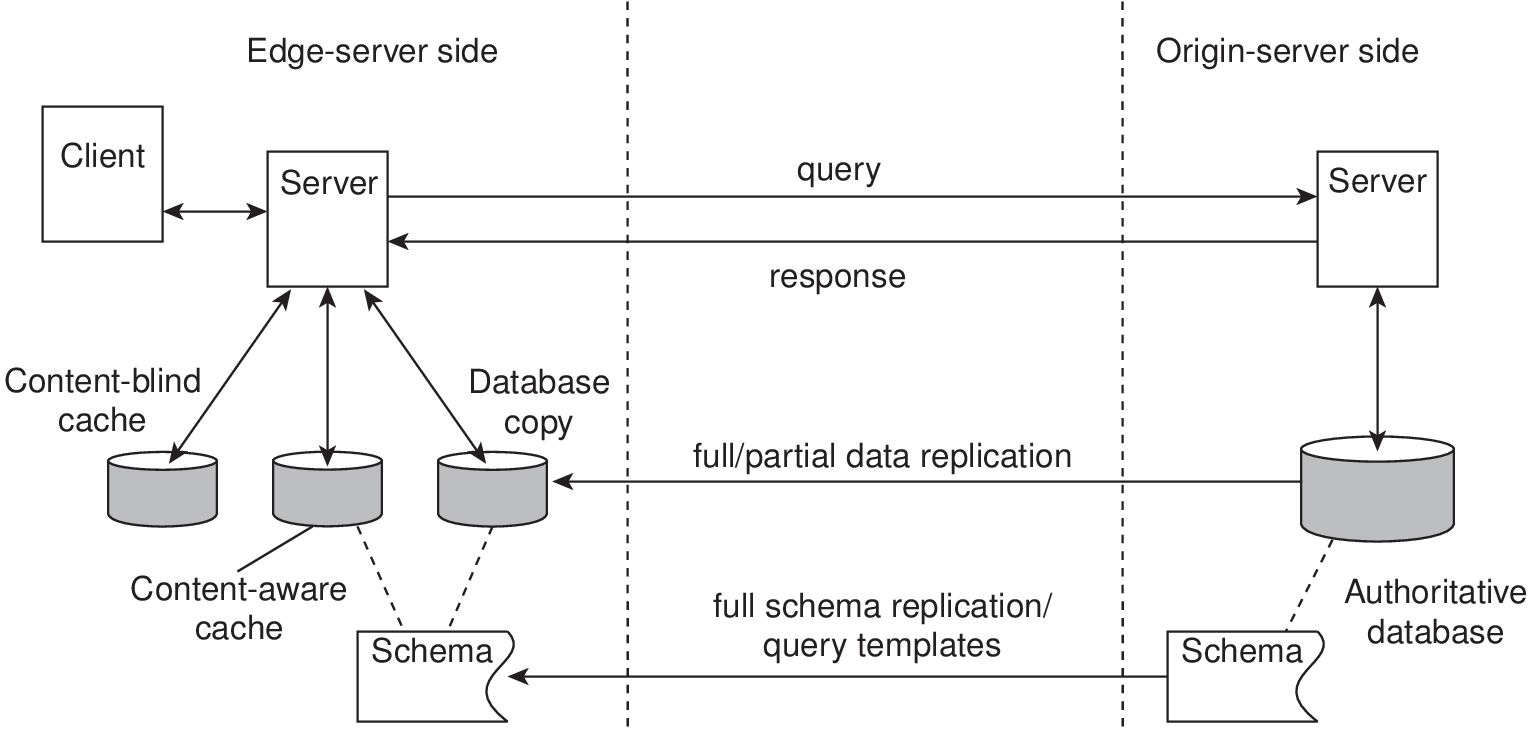 Edge-server side
Origin-server side
Client
Server
query
Server
response
Content-blind
cache
Database
copy
full/partial data replication
Content-aware
cache
full schema replication/
query templates
Authoritative
database
Schema
Schema